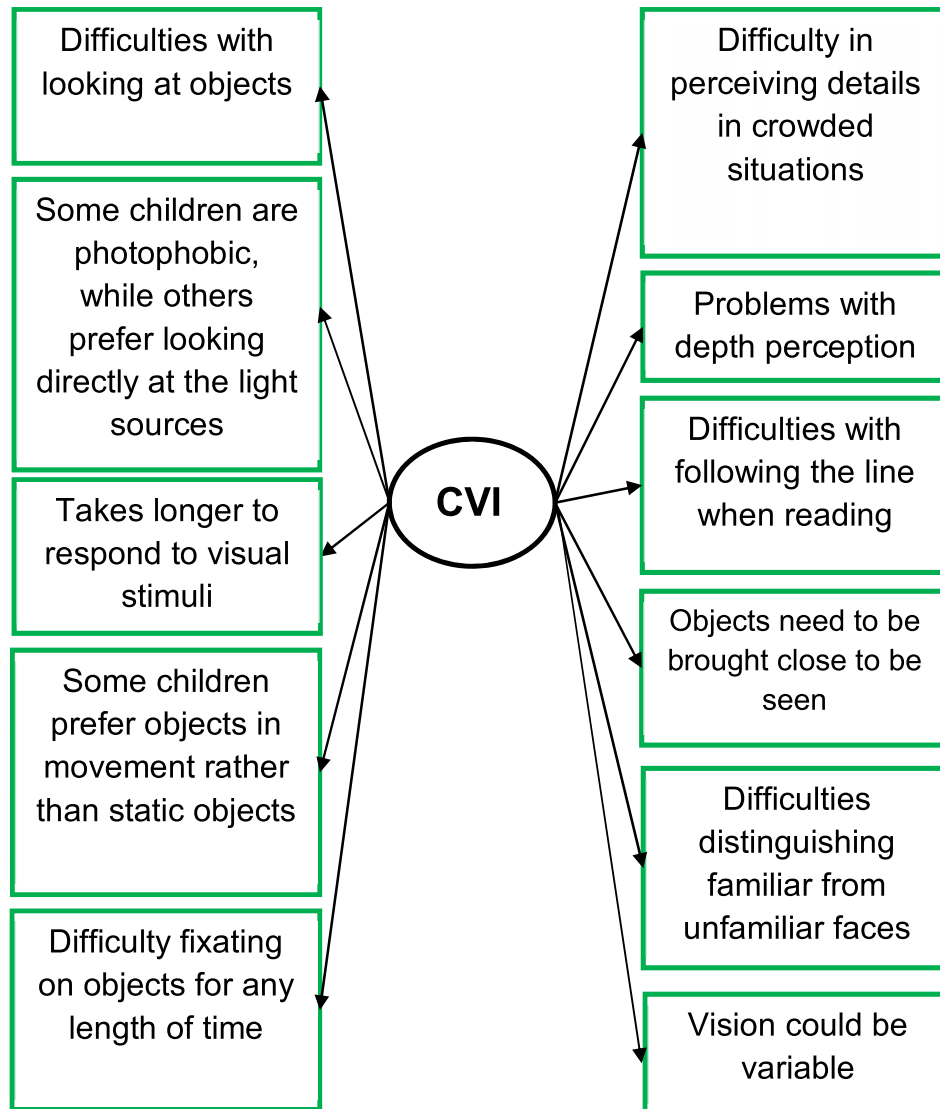 Difficulties with
looking at objects
Some children are
photophobic,
while others
prefer looking
directly at the light
sources
Takes longer to
respond to visual
stimuli
Some children
prefer objects in
movement rather
than static objects
Difficulty fixating
on objects for any
length of time
CVI
Difficulty in
perceiving details
in crowded
situations
Problems with
depth perception
Difficulties with
following the line
when reading
Objects need to be
brought close to be
seen
Difficulties
distinguishing
familiar from
unfamiliar faces
Vision could be
variable